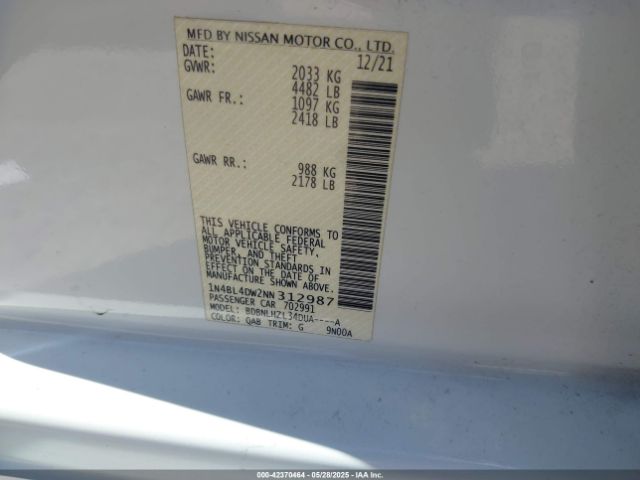 MFD BY NISSAN MOTOR CO., LTD.
DATE: 12/21
GVWR: 2033 KG
4482 LB
GAWR FR.: 1097 KG
2418 LB
GAWR RR.: 988 KG
2178 LB
THIS VEHICLE CONFORMS TO
ALL APPLICABLE FEDERAL
MOTOR VEHICLE SAFETY,
BUMPER, AND THEFT
PREVENTION STANDARDS IN
EFFECT ON THE DATE OF
MANUFACTURE SHOWN ABOVE.
1N4BL4DW2NN312987
PASSENGER CAR 702991
MODEL: BDBNLHZL34DUA----A
COLOR: QAB TRIM: G 9N00A
000-42370464 | 05/28/2025 | IAA Inc.